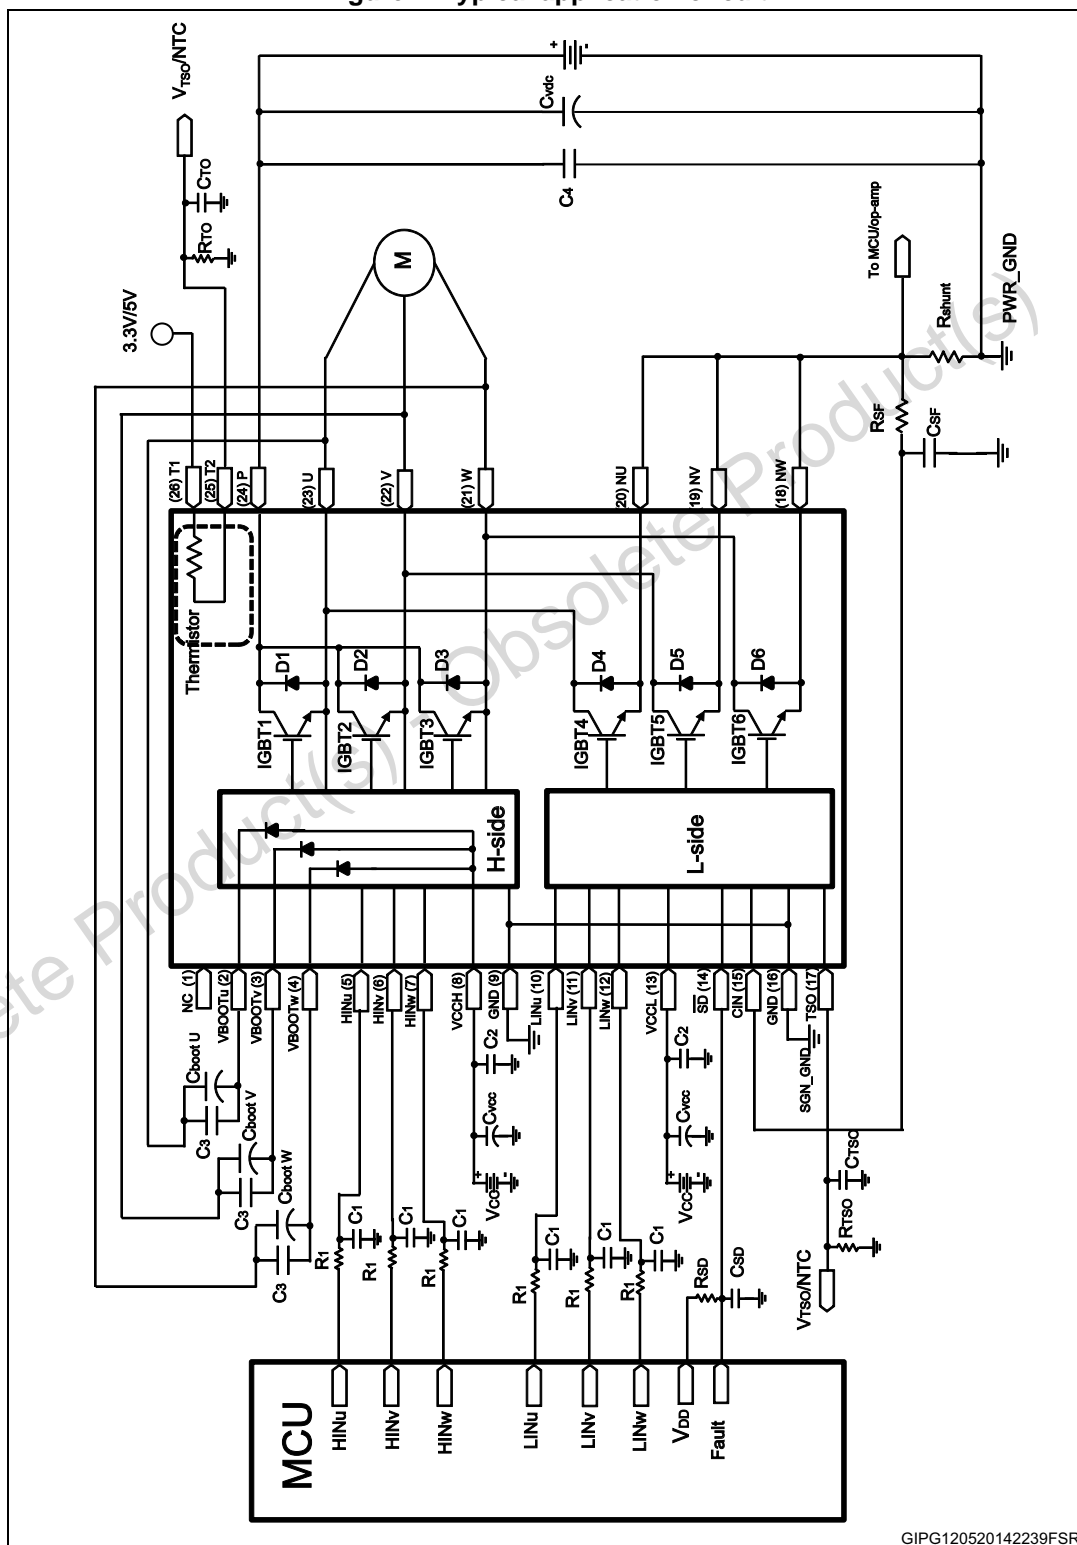 VTSO/NTC
CTO
RTO
3.3V/5V
Cvdc
C4
M
To MCU/op-amp
Rshunt
PWR_GND
RSF
CSF
(26) T1
(25) T2
(24) P
(23) U
(22) V
(21) W
20) NU
19) NV
(18) NW
Thermistor
D1
D2
D3
D4
D5
D6
IGBT1
IGBT2
IGBT3
IGBT4
IGBT5
IGBT6
H-side
L-side
NC (1)
VBOOTu (2)
VBOOTv (3)
VBOOTw (4)
HINu (5)
HINv (6)
HINw (7)
VCCH (8)
GND (9)
LINu (10)
LINv (11)
LINw (12)
VCCL (13)
SD (14)
CIN (15)
GND (16)
TSO (17)
SGN_GND
Cboot U
C3
Cboot V
C3
Cboot W
C3
C2
Cvcc
VCC
+
-
C2
Cvcc
VCC
+
-
R1
C1
R1
C1
R1
C1
R1
C1
R1
C1
R1
C1
RSD
CSD
CTSO
RTSO
VTSO/NTC
MCU
HINu
HINv
HINw
LINu
LINv
LINw
VDD
Fault
+
-
ete Product(s) - Obsolete Product(s)
GIPG120520142239FSR